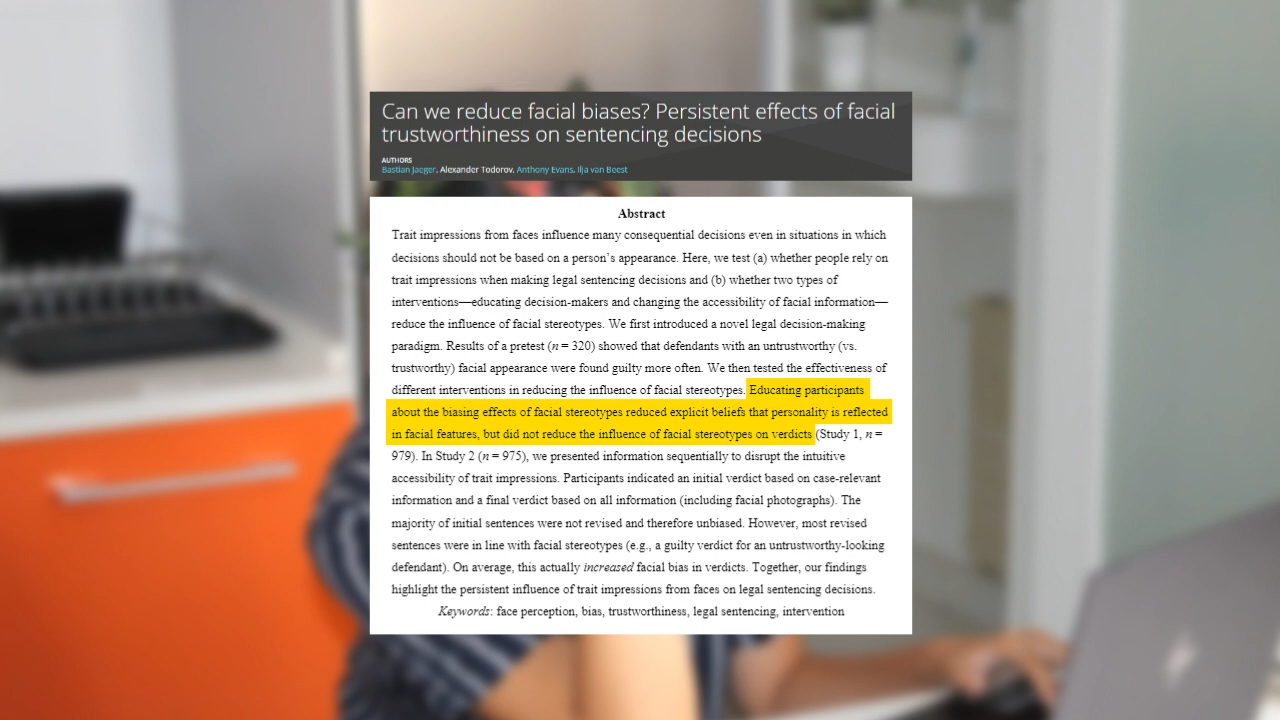 Can we reduce facial biases? Persistent effects of facial
trustworthiness on sentencing decisions
AUTHORS
Bastian Jaeger, Alexander Todorov, Anthony Evans, Ilja van Beest
Abstract
Trait impressions from faces influence many consequential decisions even in situations in which
decisions should not be based on a person’s appearance. Here, we test (a) whether people rely on
trait impressions when making legal sentencing decisions and (b) whether two types of
interventions—educating decision-makers and changing the accessibility of facial information—
reduce the influence of facial stereotypes. We first introduced a novel legal decision-making
paradigm. Results of a pretest (n = 320) showed that defendants with an untrustworthy (vs.
trustworthy) facial appearance were found guilty more often. We then tested the effectiveness of
different interventions in reducing the influence of facial stereotypes. Educating participants
about the biasing effects of facial stereotypes reduced explicit beliefs that personality is reflected
in facial features, but did not reduce the influence of facial stereotypes on verdicts (Study 1, n =
979). In Study 2 (n = 975), we presented information sequentially to disrupt the intuitive
accessibility of trait impressions. Participants indicated an initial verdict based on case-relevant
information and a final verdict based on all information (including facial photographs). The
majority of initial sentences were not revised and therefore unbiased. However, most revised
sentences were in line with facial stereotypes (e.g., a guilty verdict for an untrustworthy-looking
defendant). On average, this actually increased facial bias in verdicts. Together, our findings
highlight the persistent influence of trait impressions from faces on legal sentencing decisions.
Keywords: face perception, bias, trustworthiness, legal sentencing, intervention